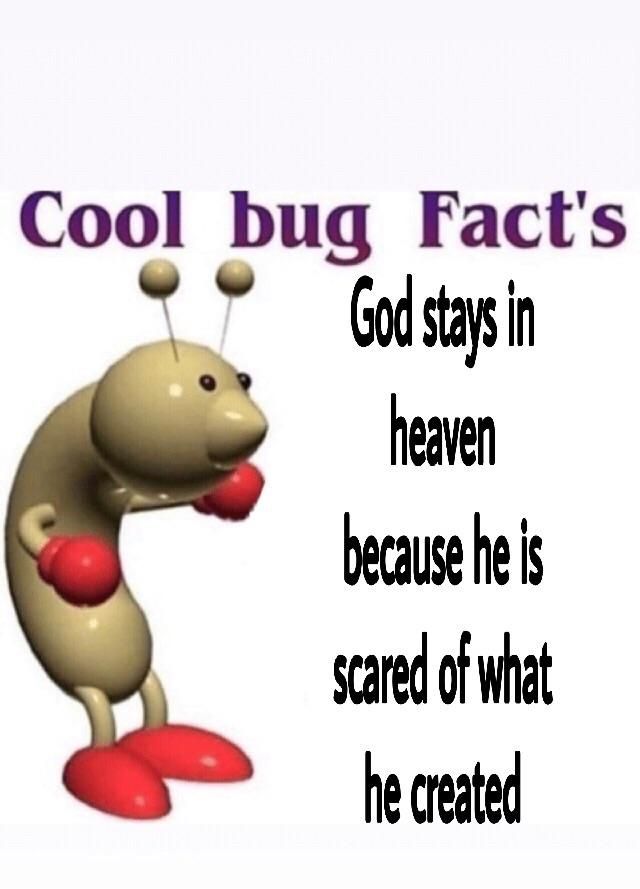 Cool bug Fact's
God stays in
heaven
because he is
scared of what
he created